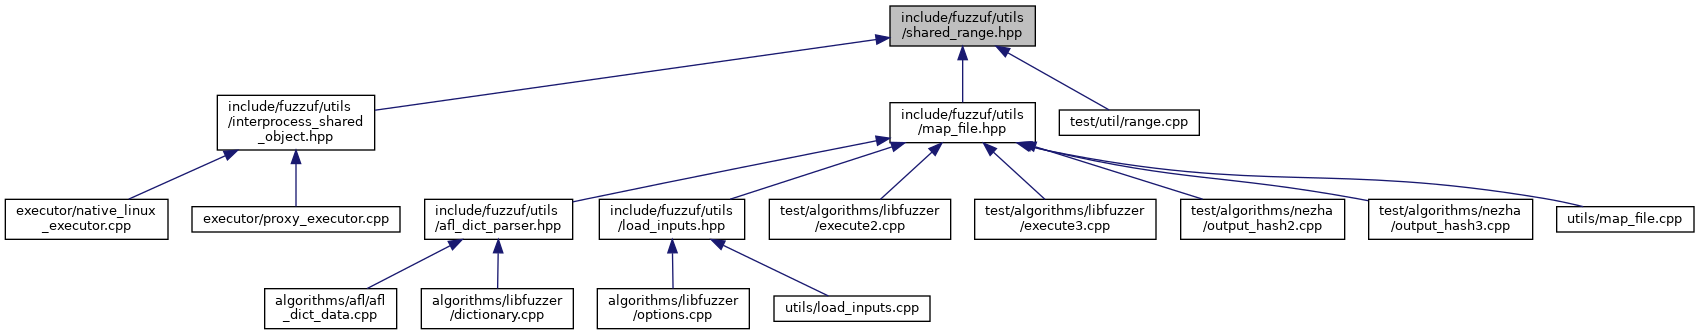 include/fuzzuf/utils
/shared_range.hpp
include/fuzzuf/utils
/interprocess_shared
_object.hpp
include/fuzzuf/utils
/map_file.hpp
test/util/range.cpp
executor/native_linux
_executor.cpp
executor/proxy_executor.cpp
include/fuzzuf/utils
/afl_dict_parser.hpp
include/fuzzuf/utils
/load_inputs.hpp
test/algorithms/libfuzzer
/execute2.cpp
test/algorithms/libfuzzer
/execute3.cpp
test/algorithms/nezha
/output_hash2.cpp
test/algorithms/nezha
/output_hash3.cpp
utils/map_file.cpp
algorithms/afl/afl
_dict_data.cpp
algorithms/libfuzzer
/dictionary.cpp
algorithms/libfuzzer
/options.cpp
utils/load_inputs.cpp